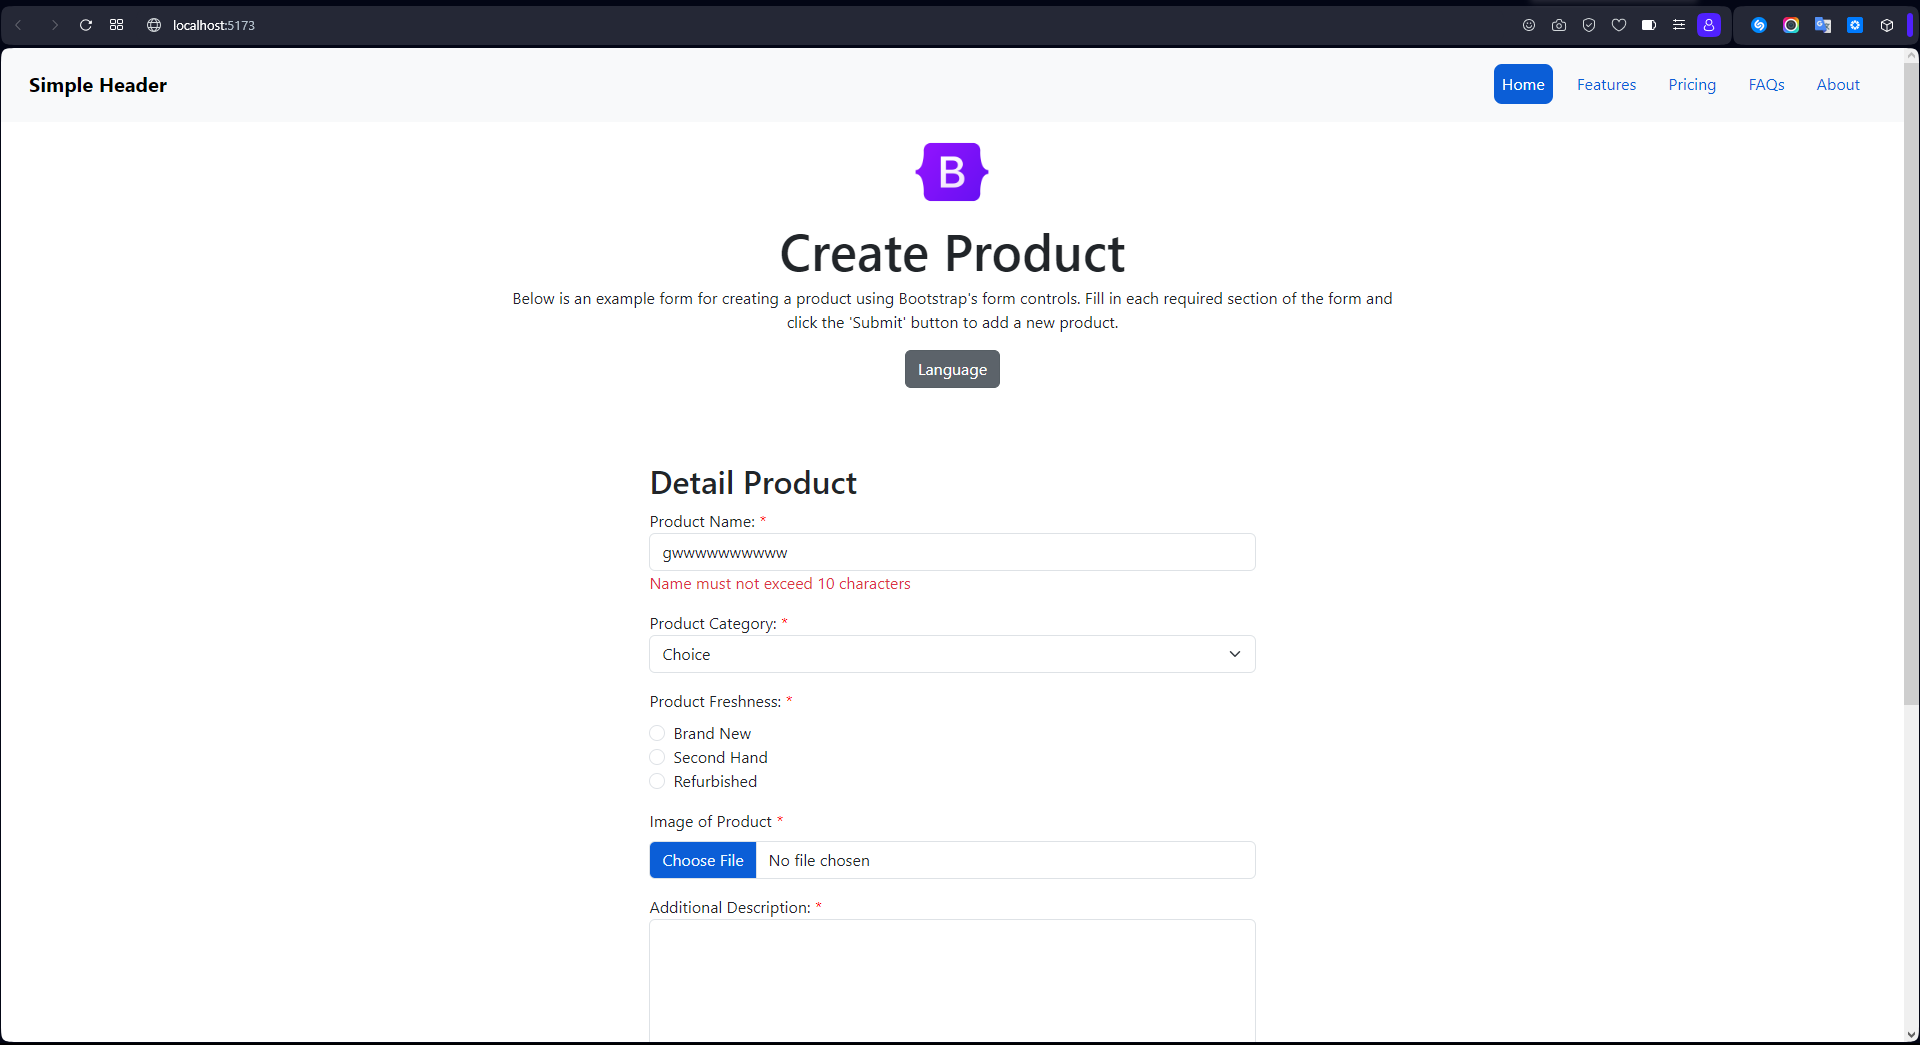 localhost:5173
Simple Header
Home
Features
Pricing
FAQs
About
B
Create Product
Below is an example form for creating a product using Bootstrap's form controls. Fill in each required section of the form and
click the 'Submit' button to add a new product.
Language
Detail Product
Product Name: *
gwwwwwwwwww
Name must not exceed 10 characters
Product Category: *
Choice
Product Freshness: *
Brand New
Second Hand
Refurbished
Image of Product *
Choose File
No file chosen
Additional Description: *